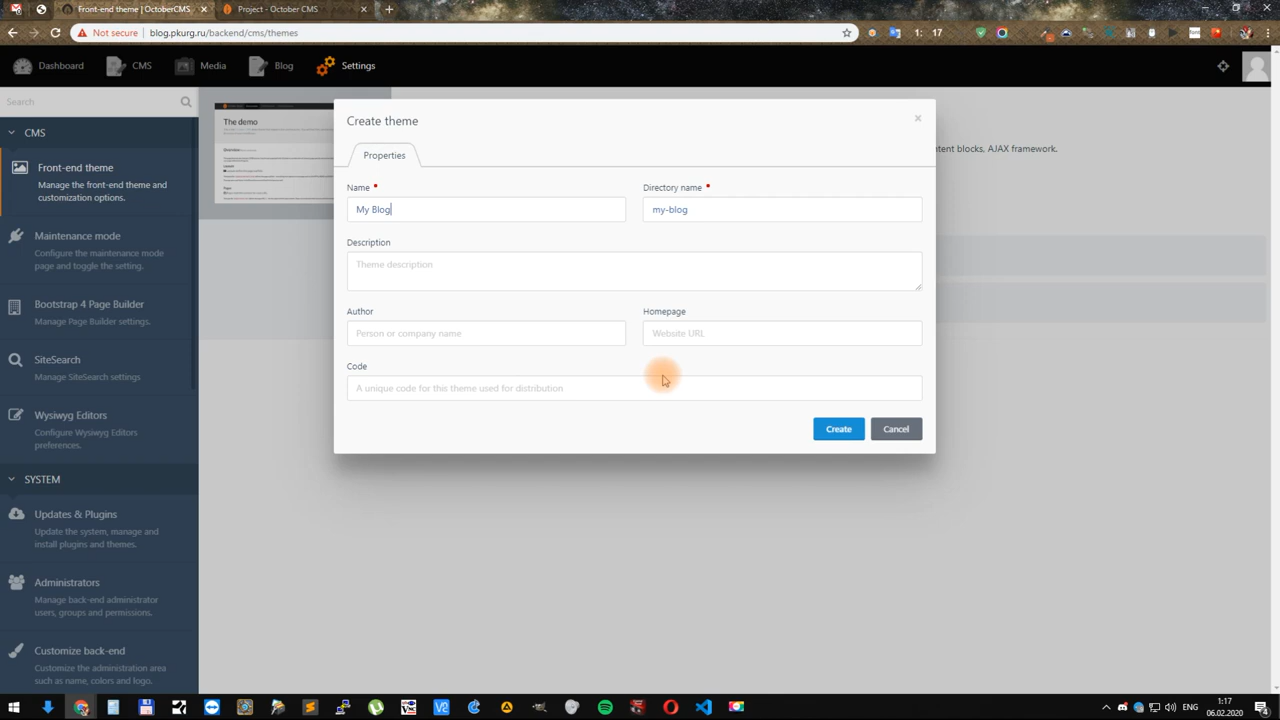 Front-end theme | OctoberCMS
Project - October CMS
Not secure | blog.pkurg.ru/backend/cms/themes
1: 17
Dashboard
CMS
Media
Blog
Settings
Search
CMS
Front-end theme
Manage the front-end theme and
customization options.
Maintenance mode
Configure the maintenance mode
page and toggle the setting.
Bootstrap 4 Page Builder
Manage Page Builder settings.
SiteSearch
Manage SiteSearch settings
Wysiwyg Editors
Configure Wysiwyg Editors
preferences.
SYSTEM
Updates & Plugins
Update the system, manage and
install plugins and themes.
Administrators
Manage back-end administrator
users, groups and permissions.
Customize back-end
Customize the administration area
such as name, colors and logo.
The demo
tent blocks, AJAX framework.
Create theme
×
Properties
Name *
Directory name *
My Blog
my-blog
Description
Theme description
Author
Homepage
Person or company name
Website URL
Code
A unique code for this theme used for distribution
Create
Cancel
1:17
06.02.2020